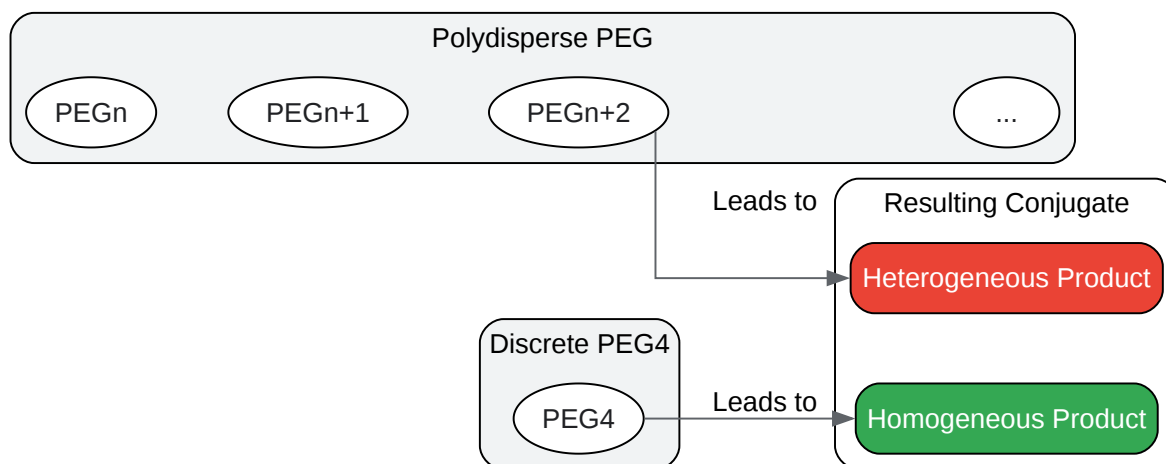 Polydisperse PEG
PEGn
PEGn+1
PEGn+2
...
Leads to
Resulting Conjugate
Heterogeneous Product
Discrete PEG4
PEG4
Leads to
Homogeneous Product